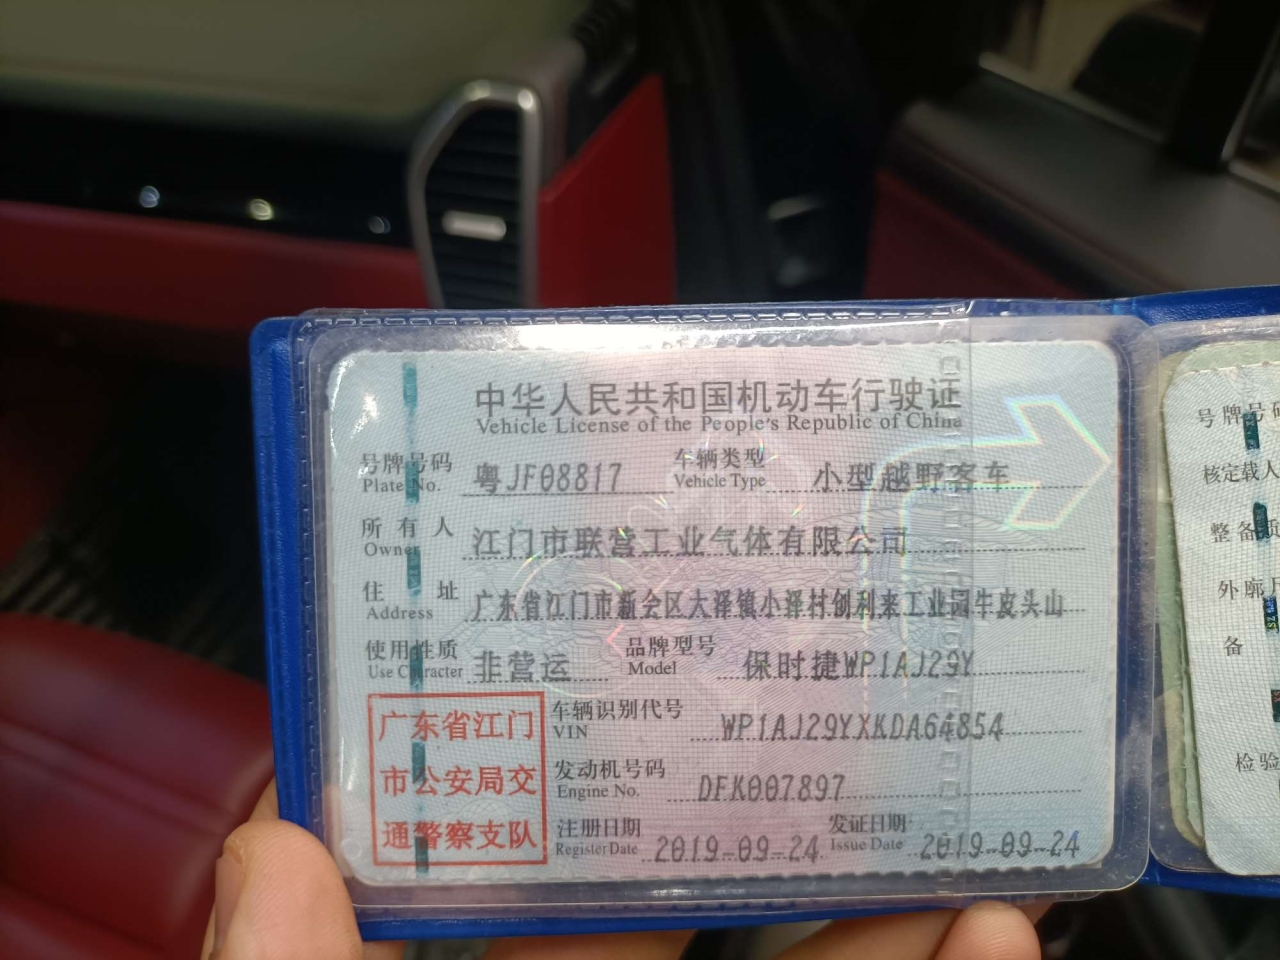 中华人民共和国机动车行驶证
Vehicle License of the People's Republic of China
号牌号码 粤JF08817 车辆类型 小型越野客车
Plate No. Vehicle Type
所有人 江门市联营工业气体有限公司
Owner
住址 广东省江门市新会区大泽镇小泽村创利来工业园牛皮头山
Address
使用性质 非营运 品牌型号 保时捷WP1AJ29Y
Use Character Model
广东省江门
市公安局交
通警察支队
车辆识别代号 WP1AJ29YXKDA64854
VIN
发动机号码 DFK007897
Engine No.
注册日期 2019-09-24 发证日期 2019-09-24
Register Date Issue Date
号牌号码
核定载人
整备质
外廓尺
备
检验